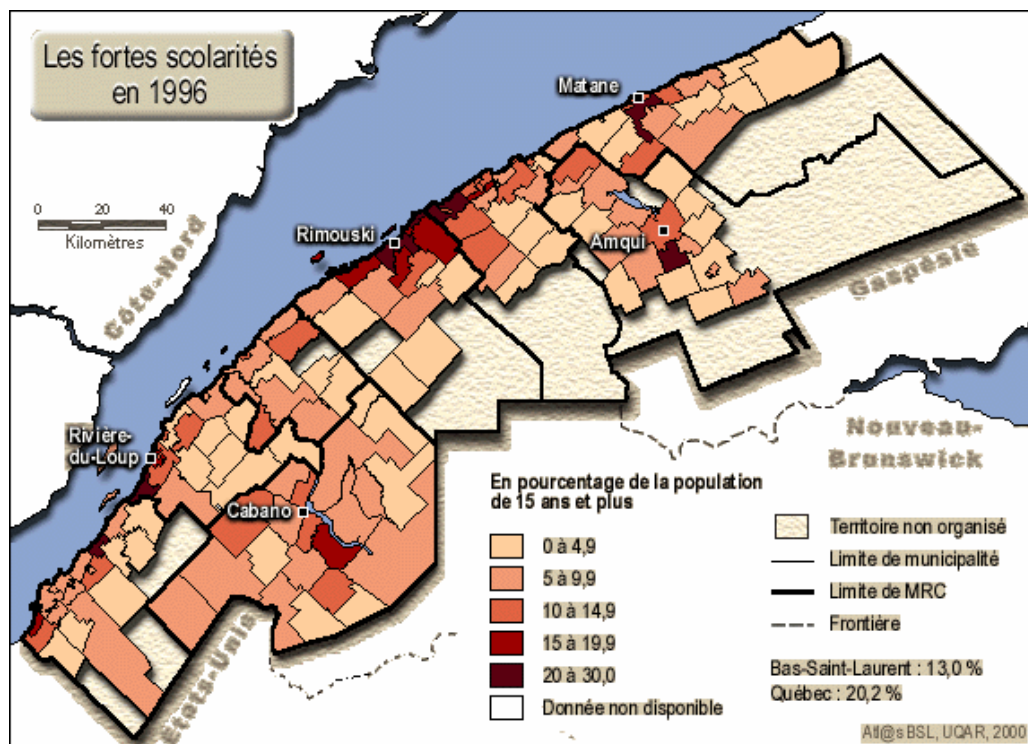 Les fortes scolarités
en 1996
Matane
0 20 40
Kilomètres
Rimouski
Amqui
Côte-Nord
Gaspésie
Rivière-
du-Loup
Nouveau-
Brunswick
Cabano
États-Unis
En pourcentage de la population
de 15 ans et plus
0 à 4,9
5 à 9,9
10 à 14,9
15 à 19,9
20 à 30,0
Donnée non disponible
Territoire non organisé
Limite de municipalité
Limite de MRC
Frontière
Bas-Saint-Laurent : 13,0 %
Québec : 20,2 %
Atl@s BSL, UQAR, 2000